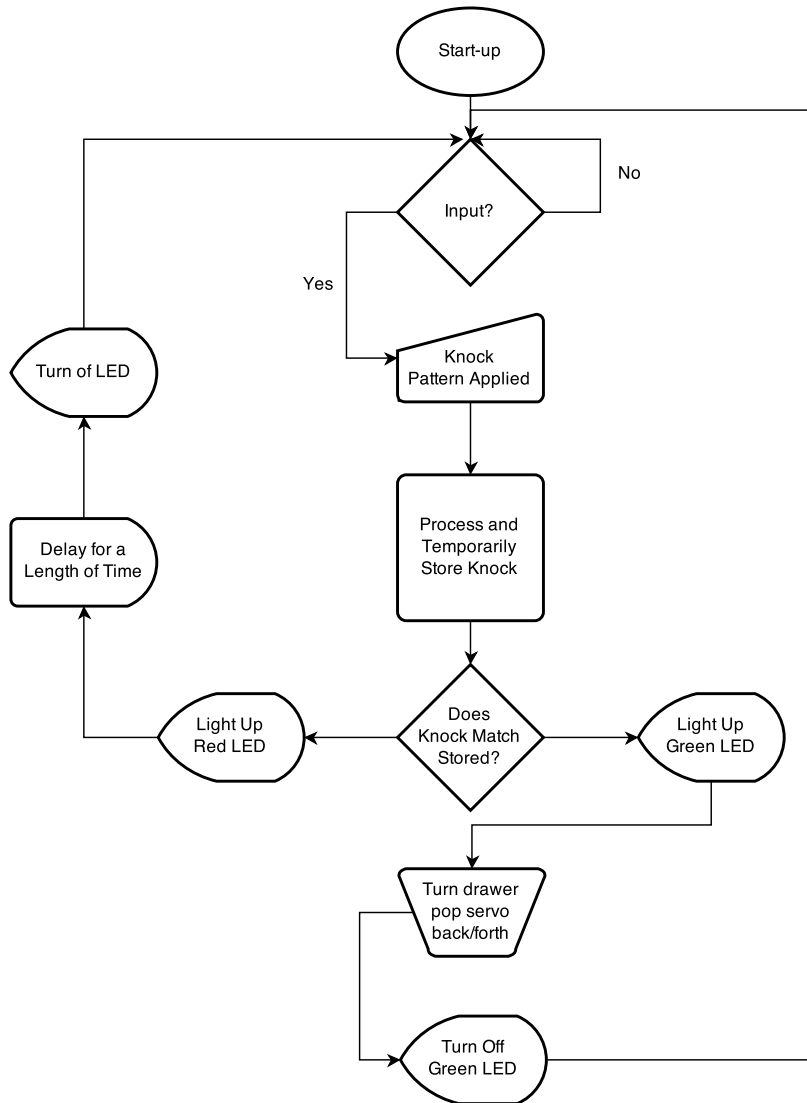 Start-up
Input?
No
Yes
Knock
Pattern Applied
Turn of LED
Process and
Temporarily
Store Knock
Delay for a
Length of Time
Does
Knock Match
Stored?
Light Up
Red LED
Light Up
Green LED
Turn drawer
pop servo
back/forth
Turn Off
Green LED